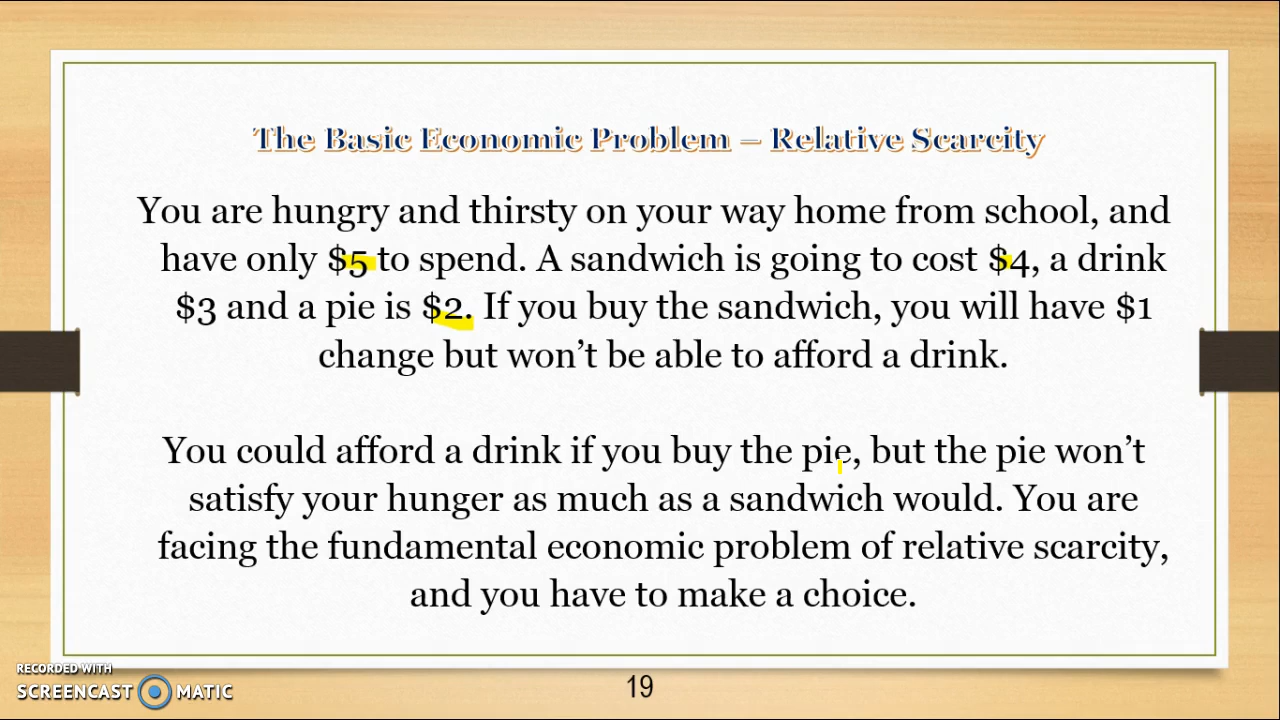 The Basic Economic Problem – Relative Scarcity
You are hungry and thirsty on your way home from school, and
have only $5 to spend. A sandwich is going to cost $4, a drink
$3 and a pie is $2. If you buy the sandwich, you will have $1
change but won’t be able to afford a drink.
You could afford a drink if you buy the pie, but the pie won’t
satisfy your hunger as much as a sandwich would. You are
facing the fundamental economic problem of relative scarcity,
and you have to make a choice.
RECORDED WITH
SCREENCAST MATIC
19